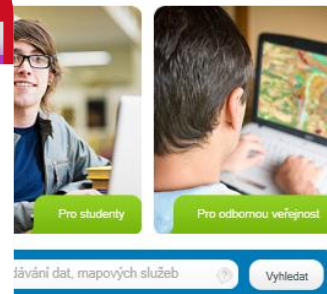 Pro studenty
Pro odbornou veřejnost
dávání dat, mapových služeb
Vyhledat